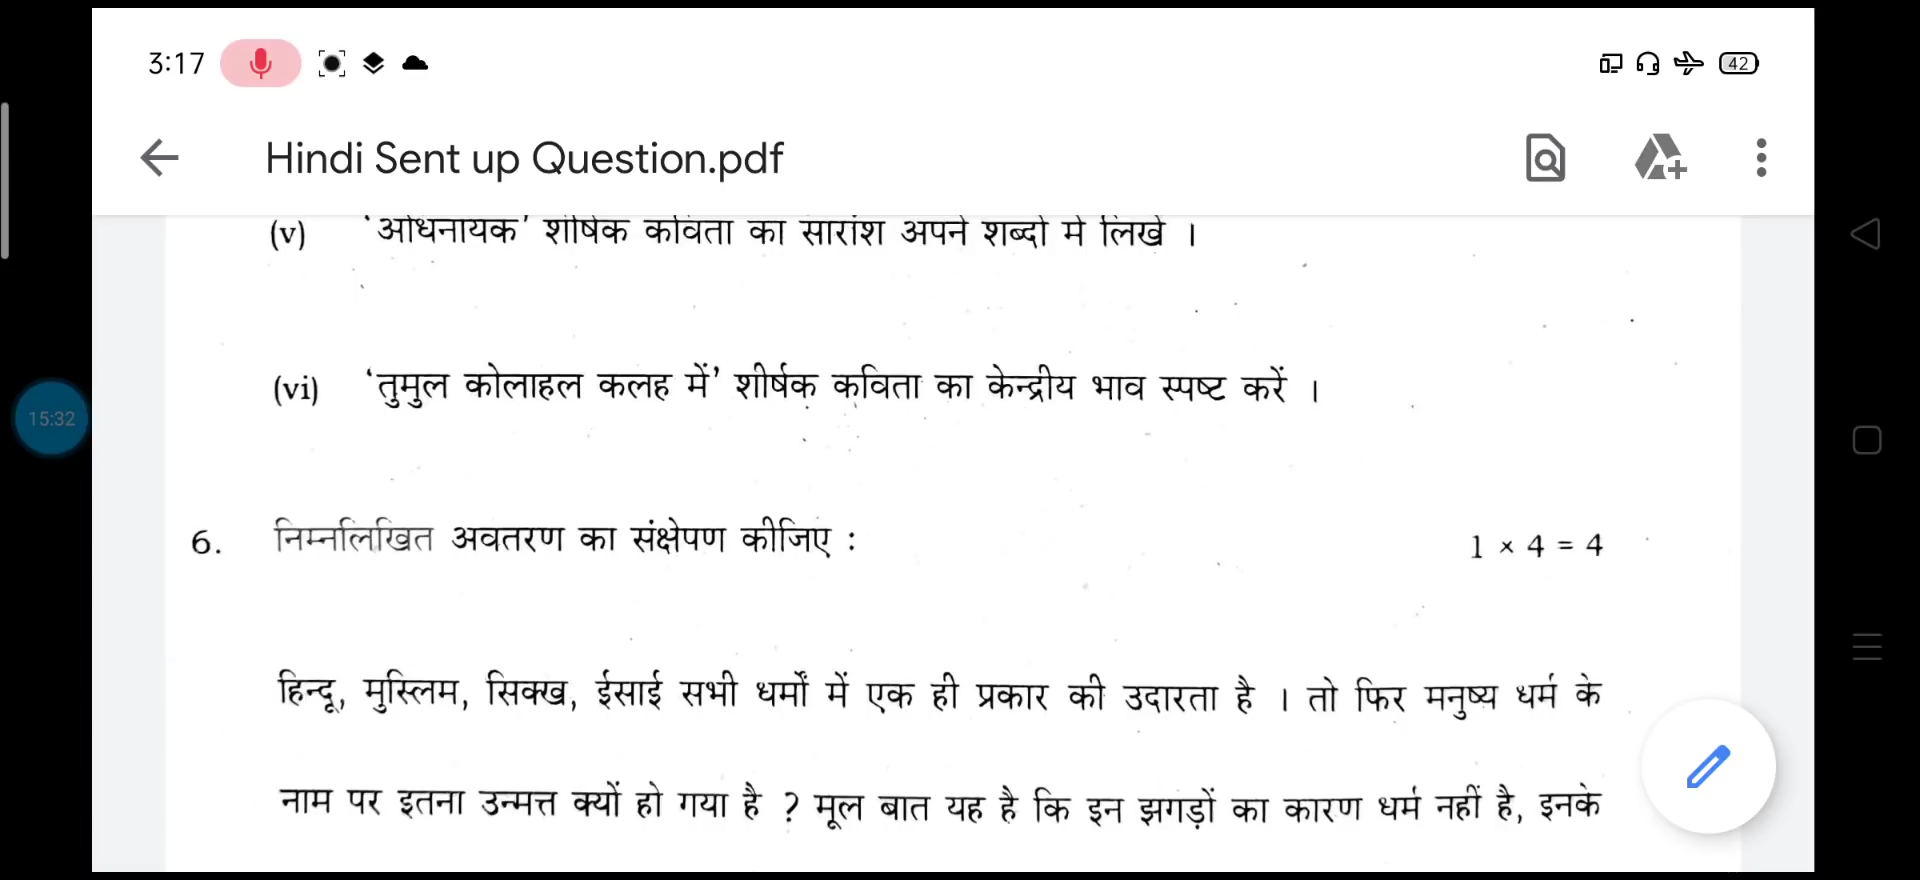 3:17
42
Hindi Sent up Question.pdf
(v) 'अधिनायक' शीर्षक कविता का सारांश अपने शब्दों में लिखें ।
15:32
(vi) 'तुमुल कोलाहल कलह में' शीर्षक कविता का केन्द्रीय भाव स्पष्ट करें ।
6. निम्नलिखित अवतरण का संक्षेपण कीजिए : 1 × 4 = 4
हिन्दू, मुस्लिम, सिक्ख, ईसाई सभी धर्मों में एक ही प्रकार की उदारता है । तो फिर मनुष्य धर्म के
नाम पर इतना उन्मत्त क्यों हो गया है ? मूल बात यह है कि इन झगड़ों का कारण धर्म नहीं है, इनके